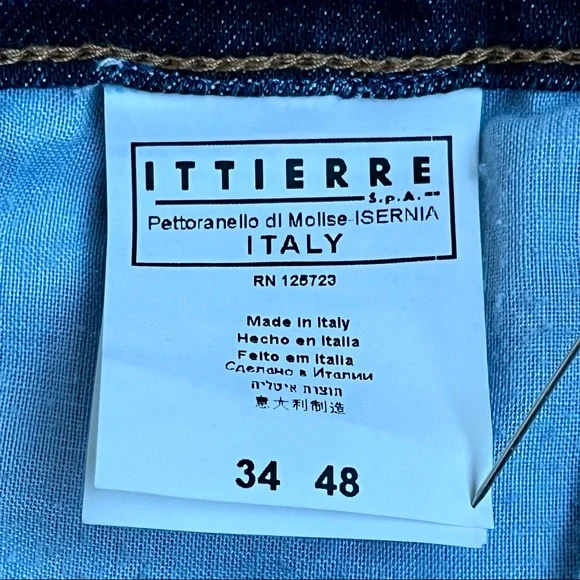 ITTIERRE
S.p.A.
Pettoranello di Molise-ISERNIA
ITALY
RN 125723
Made in Italy
Hecho en Italia
Feito em Italia
Сделано в Италии
תוצרת איטליה
意大利制造
34 48